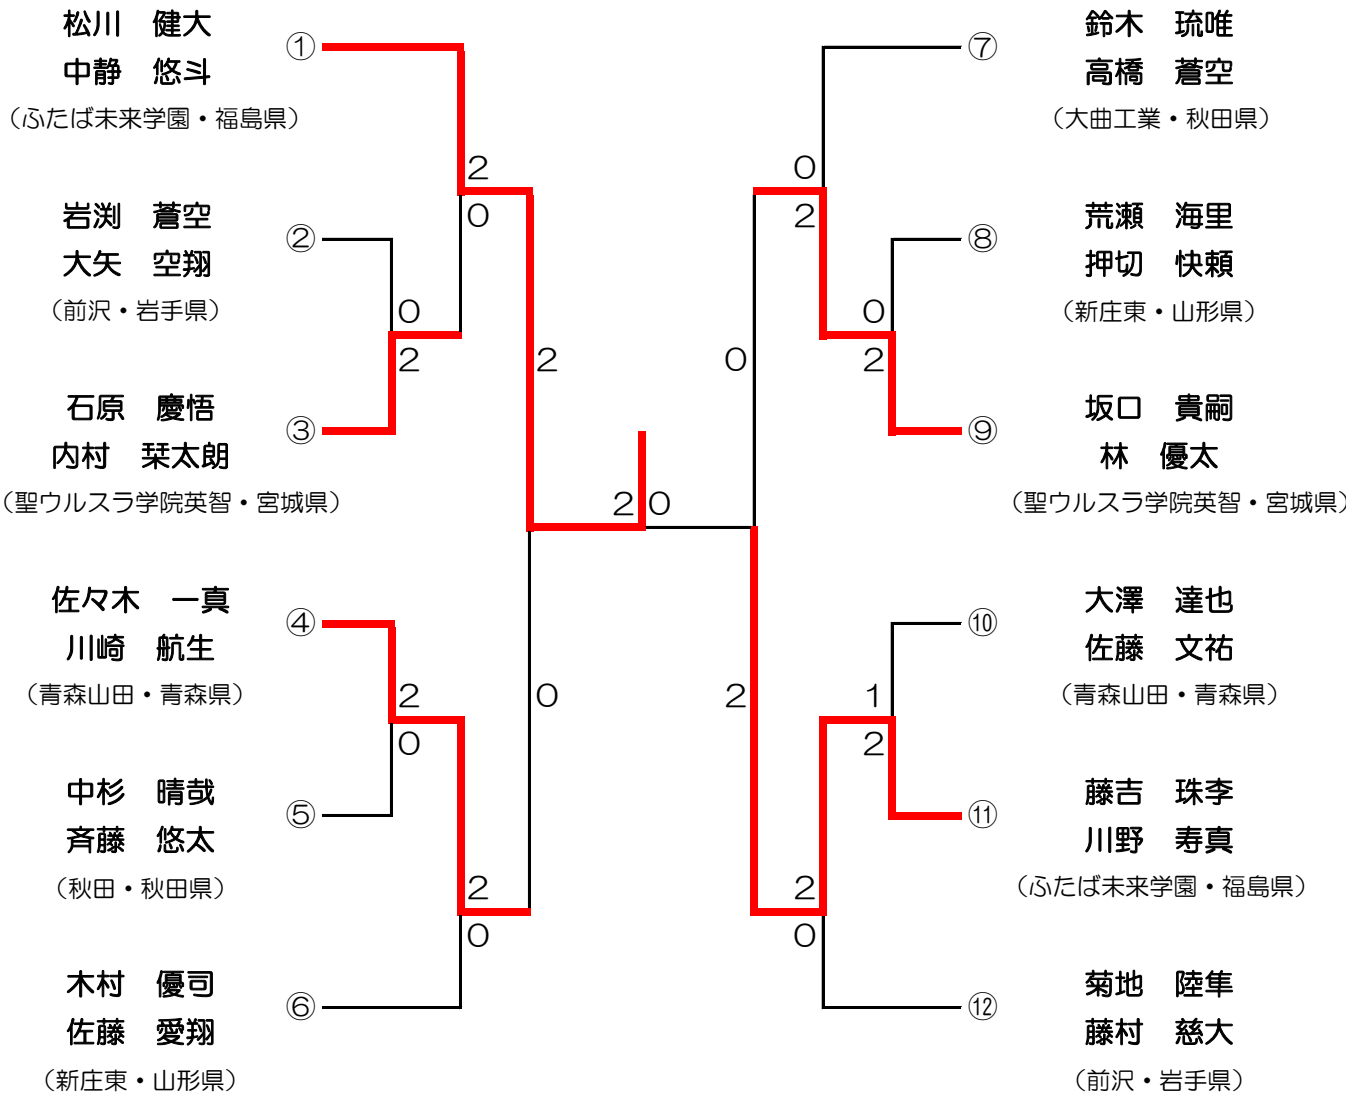 松川　健大
中静　悠斗
（ふたば未来学園・福島県）
①
岩渕　蒼空
大矢　空翔
（前沢・岩手県）
②
石原　慶悟
内村　栞太朗
（聖ウルスラ学院英智・宮城県）
③
佐々木　一真
川崎　航生
（青森山田・青森県）
④
中杉　晴哉
斉藤　悠太
（秋田・秋田県）
⑤
木村　優司
佐藤　愛翔
（新庄東・山形県）
⑥
2
0
0
2
2
2
0
0
2
0
2 0
0
2
0
0
2
2
1
2
2
0
鈴木　琉唯
高橋　蒼空
（大曲工業・秋田県）
⑦
荒瀬　海里
押切　快頼
（新庄東・山形県）
⑧
坂口　貴嗣
林　優太
（聖ウルスラ学院英智・宮城県）
⑨
大澤　達也
佐藤　文祐
（青森山田・青森県）
⑩
藤吉　珠李
川野　寿真
（ふたば未来学園・福島県）
⑪
菊地　陸隼
藤村　慈大
（前沢・岩手県）
⑫